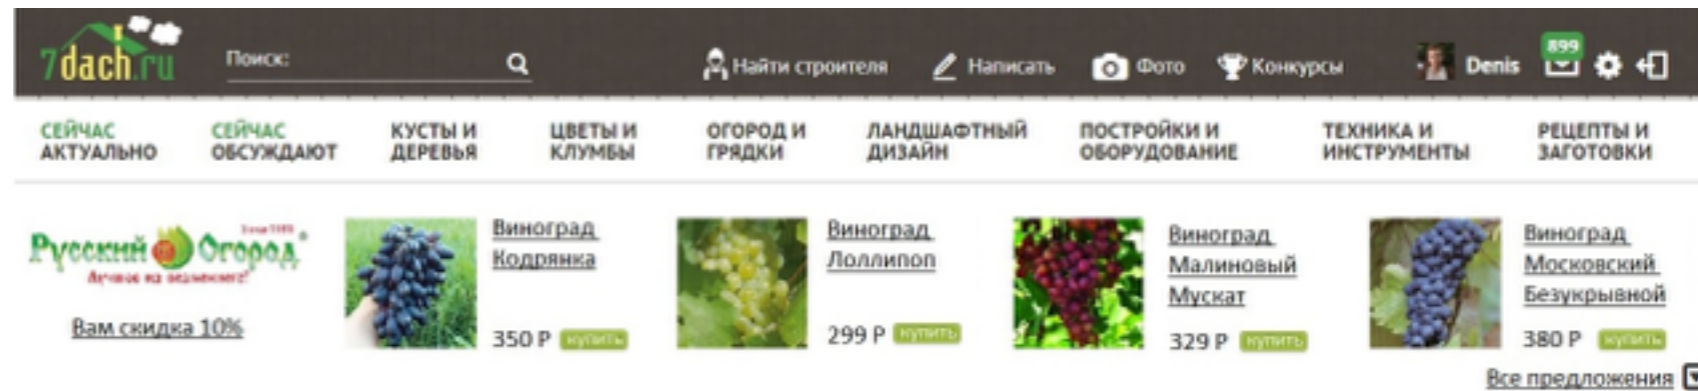 7dach.ru
Поиск:
Найти строителя
Написать
Фото
Конкурсы
Denis
899
СЕЙЧАС
АКТУАЛЬНО
СЕЙЧАС
ОБСУЖДАЮТ
КУСТЫ И
ДЕРЕВЬЯ
ЦВЕТЫ И
КЛУМБЫ
ОГОРОД И
ГРЯДКИ
ЛАНДШАФТНЫЙ
ДИЗАЙН
ПОСТРОЙКИ И
ОБОРУДОВАНИЕ
ТЕХНИКА И
ИНСТРУМЕНТЫ
РЕЦЕПТЫ И
ЗАГОТОВКИ
Русский Огород
Вам скидка 10%
Виноград
Кодрянка
350 Р купить
Виноград
Лоллипоп
299 Р купить
Виноград
Малиновый
Мускат
329 Р купить
Виноград
Московский
Безукрывной
380 Р купить
Все предложения